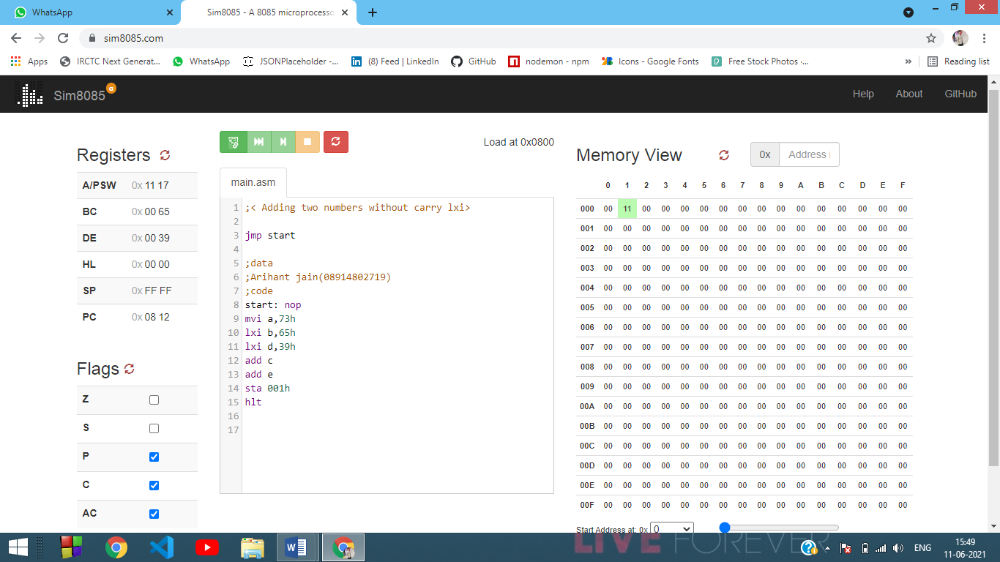 WhatsApp
Sim8085 - A 8085 microprocesso
sim8085.com
Apps IRCTC Next Generat... WhatsApp JSONPlaceholder -... (8) Feed | LinkedIn GitHub nodemon - npm Icons - Google Fonts Free Stock Photos ·... » Reading list
Sim8085 α Help About GitHub
Load at 0x0800
Registers
A/PSW 0x 11 17
BC 0x 00 65
DE 0x 00 39
HL 0x 00 00
SP 0x FF FF
PC 0x 08 12
Flags
Z
S
P
C
AC
main.asm
1 ;< Adding two numbers without carry lxi>
2
3 jmp start
4
5 ;data
6 ;Arihant jain(08914802719)
7 ;code
8 start: nop
9 mvi a,73h
10 lxi b,65h
11 lxi d,39h
12 add c
13 add e
14 sta 001h
15 hlt
16
17
Memory View 0x Address
0 1 2 3 4 5 6 7 8 9 A B C D E F
000 00 11 00 00 00 00 00 00 00 00 00 00 00 00 00 00
001 00 00 00 00 00 00 00 00 00 00 00 00 00 00 00 00
002 00 00 00 00 00 00 00 00 00 00 00 00 00 00 00 00
003 00 00 00 00 00 00 00 00 00 00 00 00 00 00 00 00
004 00 00 00 00 00 00 00 00 00 00 00 00 00 00 00 00
005 00 00 00 00 00 00 00 00 00 00 00 00 00 00 00 00
006 00 00 00 00 00 00 00 00 00 00 00 00 00 00 00 00
007 00 00 00 00 00 00 00 00 00 00 00 00 00 00 00 00
008 00 00 00 00 00 00 00 00 00 00 00 00 00 00 00 00
009 00 00 00 00 00 00 00 00 00 00 00 00 00 00 00 00
00A 00 00 00 00 00 00 00 00 00 00 00 00 00 00 00 00
00B 00 00 00 00 00 00 00 00 00 00 00 00 00 00 00 00
00C 00 00 00 00 00 00 00 00 00 00 00 00 00 00 00 00
00D 00 00 00 00 00 00 00 00 00 00 00 00 00 00 00 00
00E 00 00 00 00 00 00 00 00 00 00 00 00 00 00 00 00
00F 00 00 00 00 00 00 00 00 00 00 00 00 00 00 00 00
Start Address at: 0x 0
LIVE FOREVER
ENG
15:49
11-06-2021